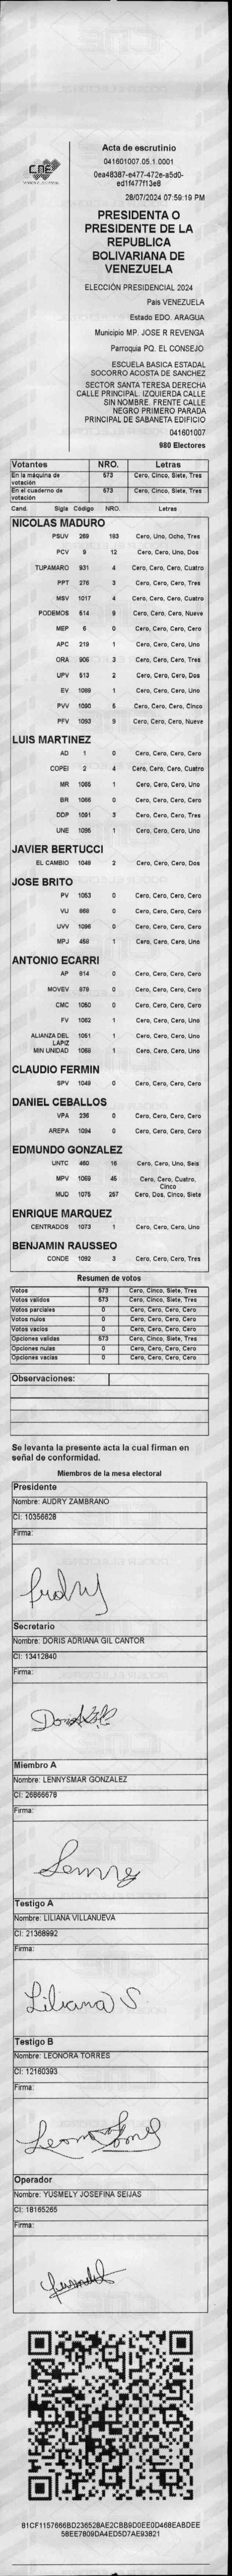 CNE
Acta de escrutinio
041601007.05.1.0001
0ea48387-e477-472e-a5d0-
ed1f477f13e8
28/07/2024 07:59:19 PM
PRESIDENTA O
PRESIDENTE DE LA
REPUBLICA
BOLIVARIANA DE
VENEZUELA
ELECCIÓN PRESIDENCIAL 2024
Pais VENEZUELA
Estado EDO. ARAGUA
Municipio MP. JOSE R REVENGA
Parroquia PQ. EL CONSEJO
ESCUELA BASICA ESTADAL
SOCORRO ACOSTA DE SANCHEZ
SECTOR SANTA TERESA DERECHA
CALLE PRINCIPAL. IZQUIERDA CALLE
SIN NOMBRE. FRENTE CALLE
NEGRO PRIMERO PARADA
PRINCIPAL DE SABANETA EDIFICIO
041601007
980 Electores
Votantes NRO. Letras
En la máquina de votación 573 Cero, Cinco, Siete, Tres
En el cuaderno de votación 573 Cero, Cinco, Siete, Tres
Cand. Sigla Código NRO. Letras
NICOLAS MADURO
PSUV 269 183 Cero, Uno, Ocho, Tres
PCV 9 12 Cero, Cero, Uno, Dos
TUPAMARO 931 4 Cero, Cero, Cero, Cuatro
PPT 276 3 Cero, Cero, Cero, Tres
MSV 1017 4 Cero, Cero, Cero, Cuatro
PODEMOS 514 9 Cero, Cero, Cero, Nueve
MEP 6 0 Cero, Cero, Cero, Cero
APC 219 1 Cero, Cero, Cero, Uno
ORA 906 3 Cero, Cero, Cero, Tres
UPV 513 2 Cero, Cero, Cero, Dos
EV 1089 1 Cero, Cero, Cero, Uno
PVV 1090 5 Cero, Cero, Cero, Cinco
PFV 1093 9 Cero, Cero, Cero, Nueve
LUIS MARTINEZ
AD 1 0 Cero, Cero, Cero, Cero
COPEI 2 4 Cero, Cero, Cero, Cuatro
MR 1065 1 Cero, Cero, Cero, Uno
BR 1066 0 Cero, Cero, Cero, Cero
DDP 1091 3 Cero, Cero, Cero, Tres
UNE 1095 1 Cero, Cero, Cero, Uno
JAVIER BERTUCCI
EL CAMBIO 1048 2 Cero, Cero, Cero, Dos
JOSE BRITO
PV 1053 0 Cero, Cero, Cero, Cero
VU 868 0 Cero, Cero, Cero, Cero
UVV 1096 0 Cero, Cero, Cero, Cero
MPJ 458 1 Cero, Cero, Cero, Uno
ANTONIO ECARRI
AP 914 0 Cero, Cero, Cero, Cero
MOVEV 979 0 Cero, Cero, Cero, Cero
CMC 1050 0 Cero, Cero, Cero, Cero
FV 1052 1 Cero, Cero, Cero, Uno
ALIANZA DEL LAPIZ 1051 1 Cero, Cero, Cero, Uno
MIN UNIDAD 1068 1 Cero, Cero, Cero, Uno
CLAUDIO FERMIN
SPV 1049 0 Cero, Cero, Cero, Cero
DANIEL CEBALLOS
VPA 236 0 Cero, Cero, Cero, Cero
AREPA 1094 0 Cero, Cero, Cero, Cero
EDMUNDO GONZALEZ
UNTC 460 16 Cero, Cero, Uno, Seis
MPV 1069 45 Cero, Cero, Cuatro, Cinco
MUD 1075 257 Cero, Dos, Cinco, Siete
ENRIQUE MARQUEZ
CENTRADOS 1073 1 Cero, Cero, Cero, Uno
BENJAMIN RAUSSEO
CONDE 1092 3 Cero, Cero, Cero, Tres
Resumen de votos
Votos 573 Cero, Cinco, Siete, Tres
Votos validos 573 Cero, Cinco, Siete, Tres
Votos parciales 0 Cero, Cero, Cero, Cero
Votos nulos 0 Cero, Cero, Cero, Cero
Votos vacios 0 Cero, Cero, Cero, Cero
Opciones validas 573 Cero, Cinco, Siete, Tres
Opciones nulas 0 Cero, Cero, Cero, Cero
Opciones vacias 0 Cero, Cero, Cero, Cero
Observaciones:
Se levanta la presente acta la cual firman en
señal de conformidad.
Miembros de la mesa electoral
Presidente
Nombre: AUDRY ZAMBRANO
CI: 10356628
Firma:
Audry
Secretario
Nombre: DORIS ADRIANA GIL CANTOR
CI: 13412840
Firma:
Miembro A
Nombre: LENNYSMAR GONZALEZ
CI: 26866678
Firma:
Testigo A
Nombre: LILIANA VILLANUEVA
CI: 21368992
Firma:
Liliana S.
Testigo B
Nombre: LEONORA TORRES
CI: 12160393
Firma:
Operador
Nombre: YUSMELY JOSEFINA SEIJAS
CI: 18165265
Firma:
81CF1157666BD236528AE2CBB9D0EE0D468EABDEE
58EE7809DA4ED5D7AE93821